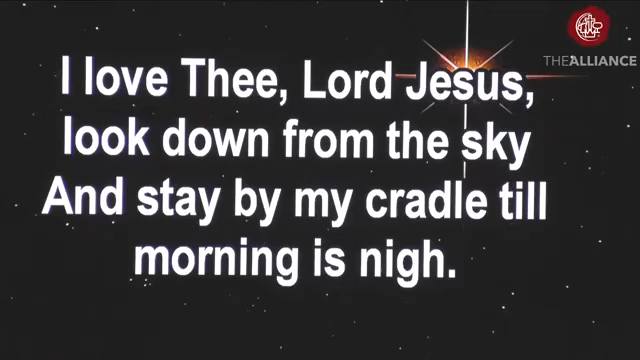 THEALLIANCE
I love Thee, Lord Jesus,
look down from the sky
And stay by my cradle till
morning is nigh.